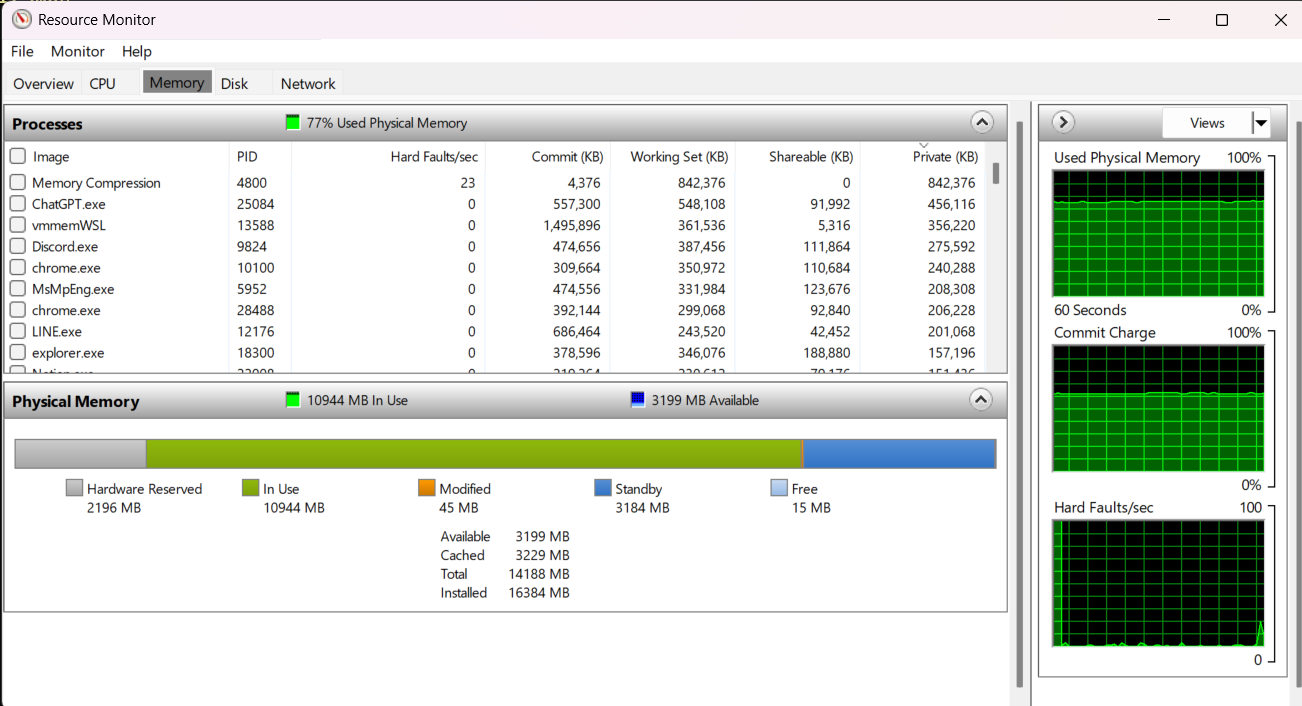 Resource Monitor
File Monitor Help
Overview CPU Memory Disk Network
Processes 77% Used Physical Memory
Image PID Hard Faults/sec Commit (KB) Working Set (KB) Shareable (KB) Private (KB)
Memory Compression 4800 23 4,376 842,376 0 842,376
ChatGPT.exe 25084 0 557,300 548,108 91,992 456,116
vmmemWSL 13588 0 1,495,896 361,536 5,316 356,220
Discord.exe 9824 0 474,656 387,456 111,864 275,592
chrome.exe 10100 0 309,664 350,972 110,684 240,288
MsMpEng.exe 5952 0 474,556 331,984 123,676 208,308
chrome.exe 28488 0 392,144 299,068 92,840 206,228
LINE.exe 12176 0 686,464 243,520 42,452 201,068
explorer.exe 18300 0 378,596 346,076 188,880 157,196
Physical Memory 10944 MB In Use 3199 MB Available
Hardware Reserved In Use Modified Standby Free
2196 MB 10944 MB 45 MB 3184 MB 15 MB
Available 3199 MB
Cached 3229 MB
Total 14188 MB
Installed 16384 MB
Views
Used Physical Memory 100%
60 Seconds 0%
Commit Charge 100%
0%
Hard Faults/sec 100
0